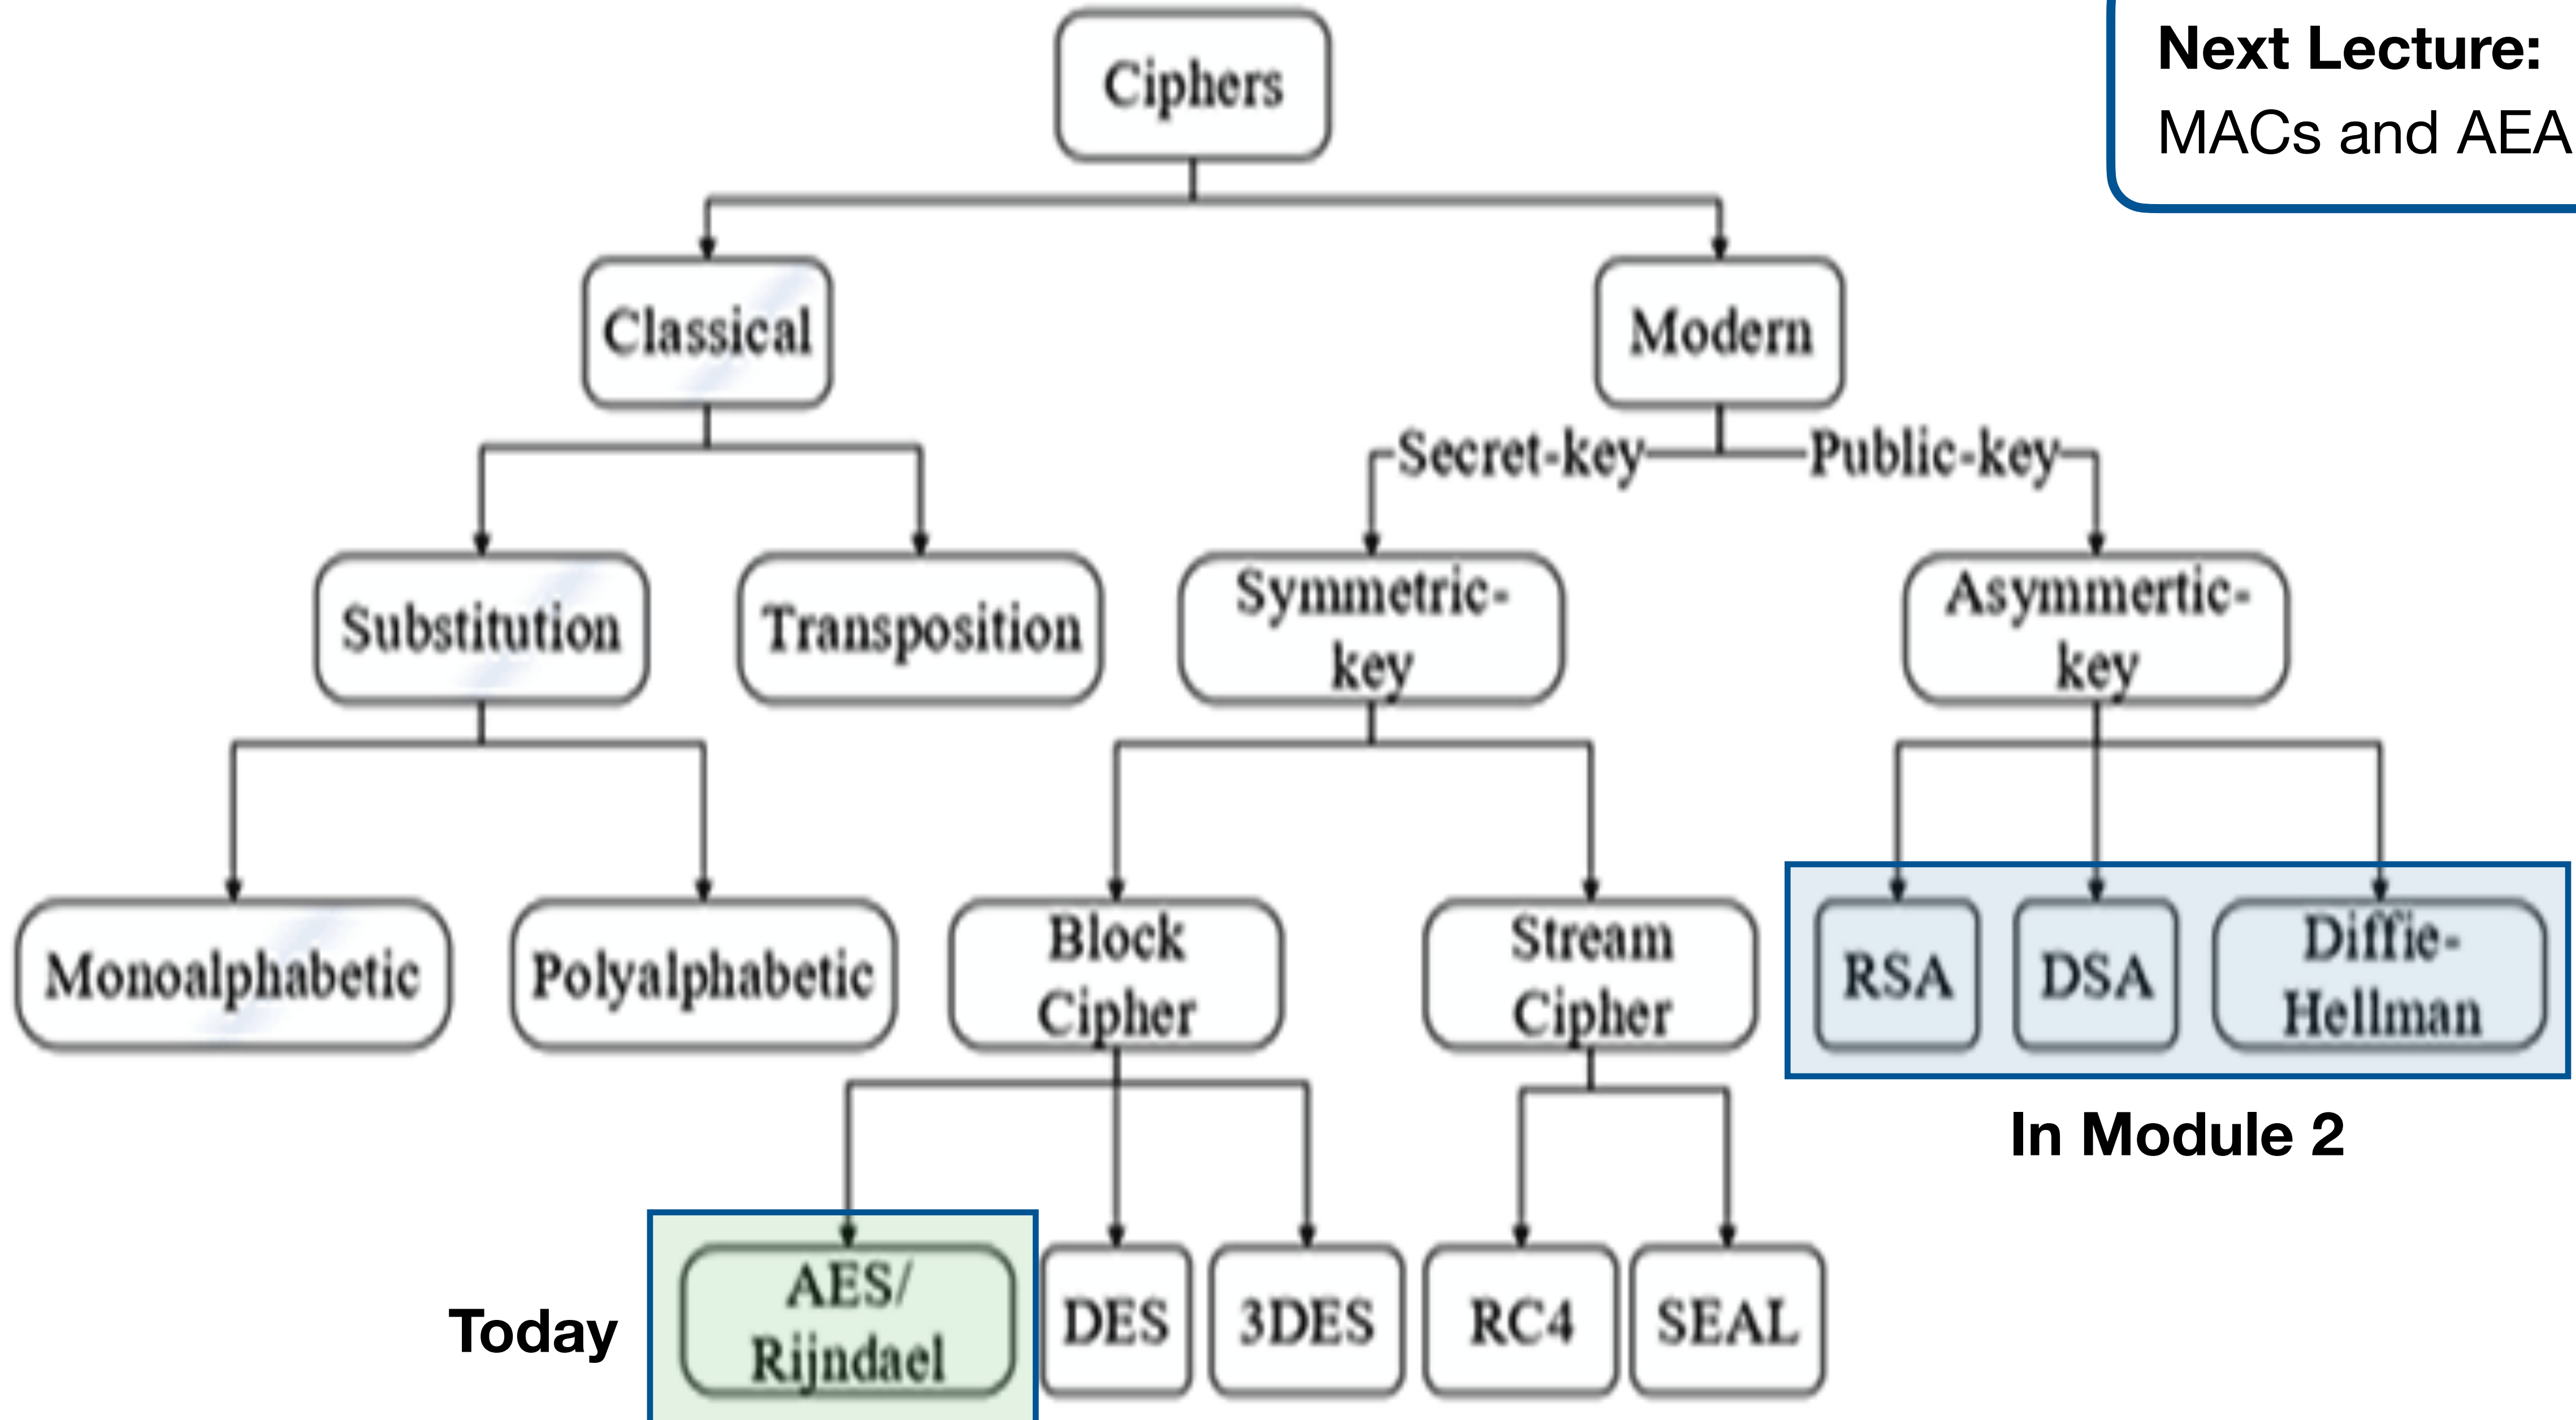 Ciphers
Next Lecture:
MACs and AEA
Classical
Modern
Secret-key
Public-key
Substitution
Transposition
Symmetric-
key
Asymmertic-
key
Monoalphabetic
Polyalphabetic
Block
Cipher
Stream
Cipher
RSA
DSA
Diffie-
Hellman
In Module 2
Today
AES/
Rijndael
DES
3DES
RC4
SEAL